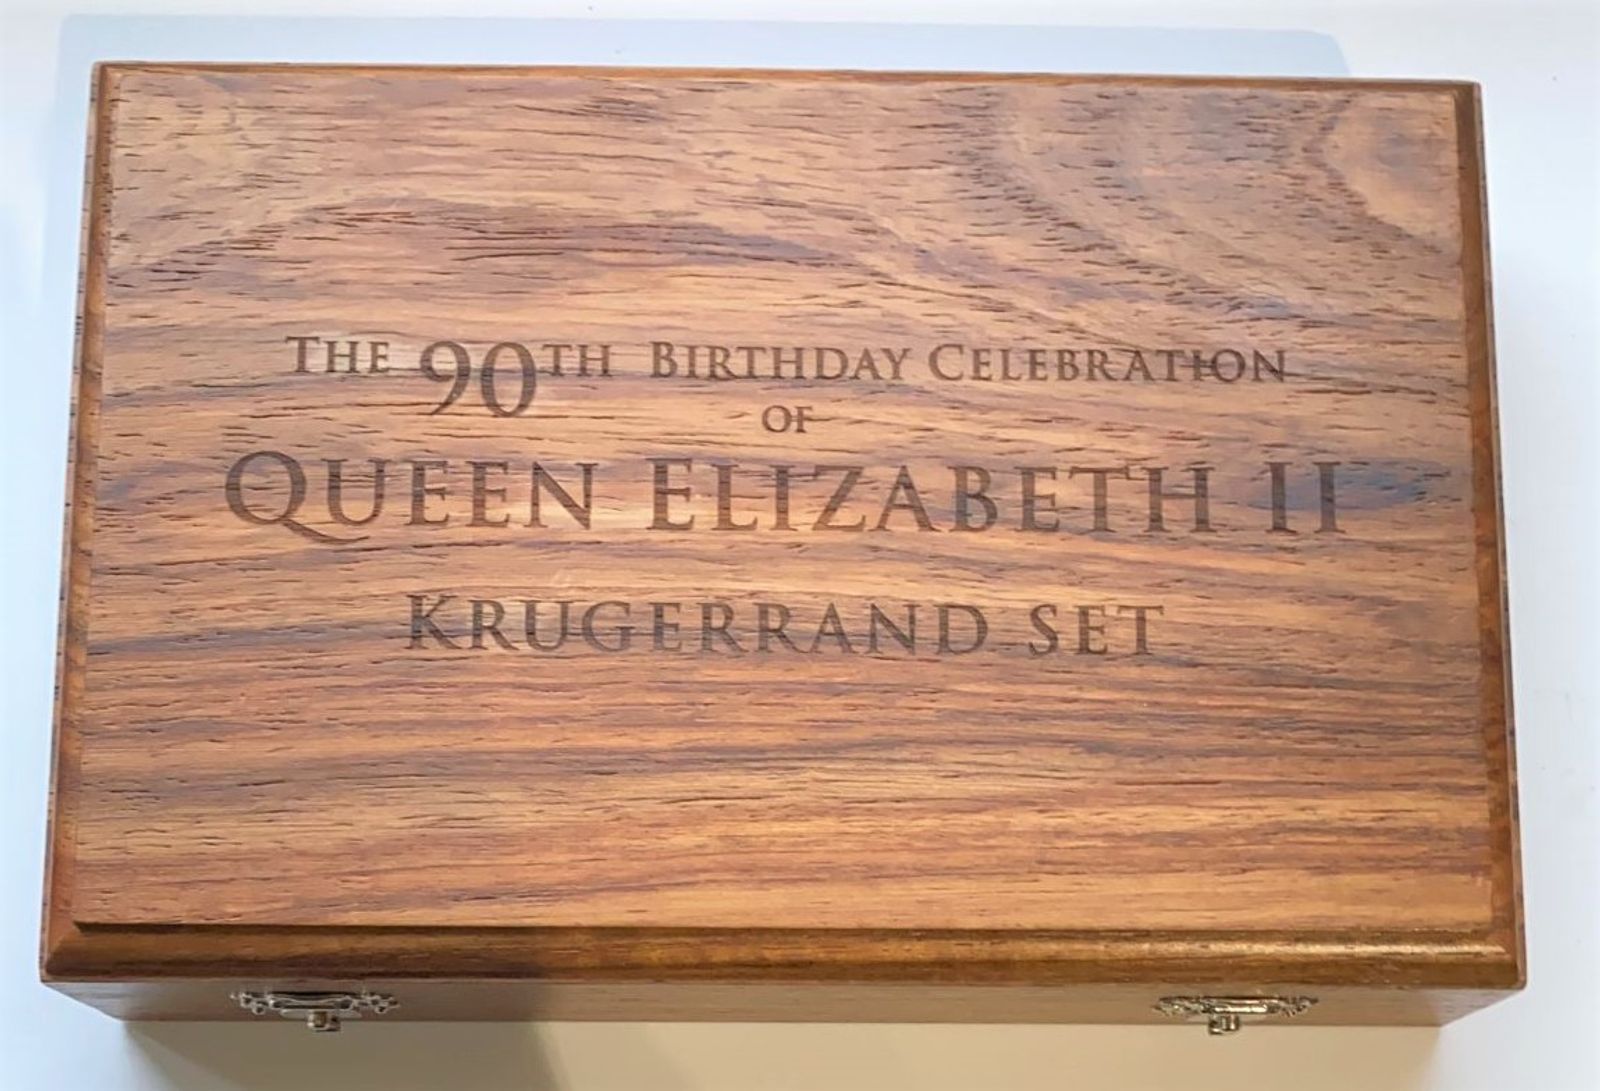 The 90th Birthday Celebration
of
Queen Elizabeth II
Krugerrand set